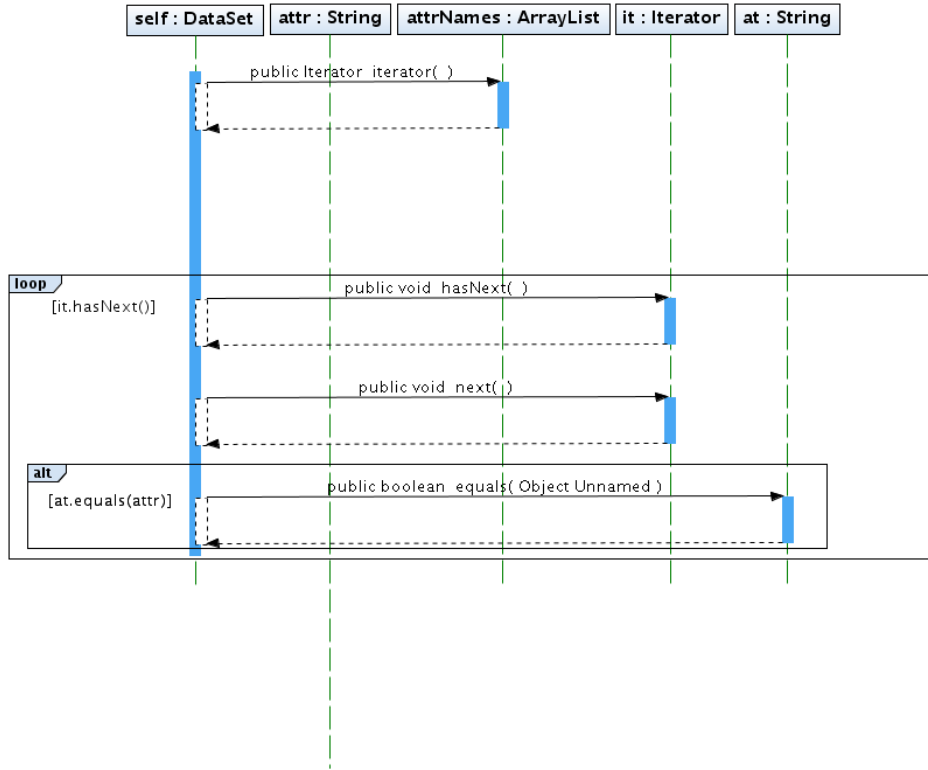 self : DataSet
attr : String
attrNames : ArrayList
it : Iterator
at : String
public Iterator iterator( )
loop
[it.hasNext()]
public void hasNext( )
public void next( )
alt
[at.equals(attr)]
public boolean equals( Object Unnamed )